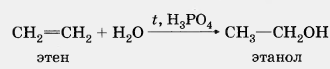 CH₂=CH₂ + H₂O ⟶ CH₃—CH₂OH
t, H₃PO₄
этен этанол